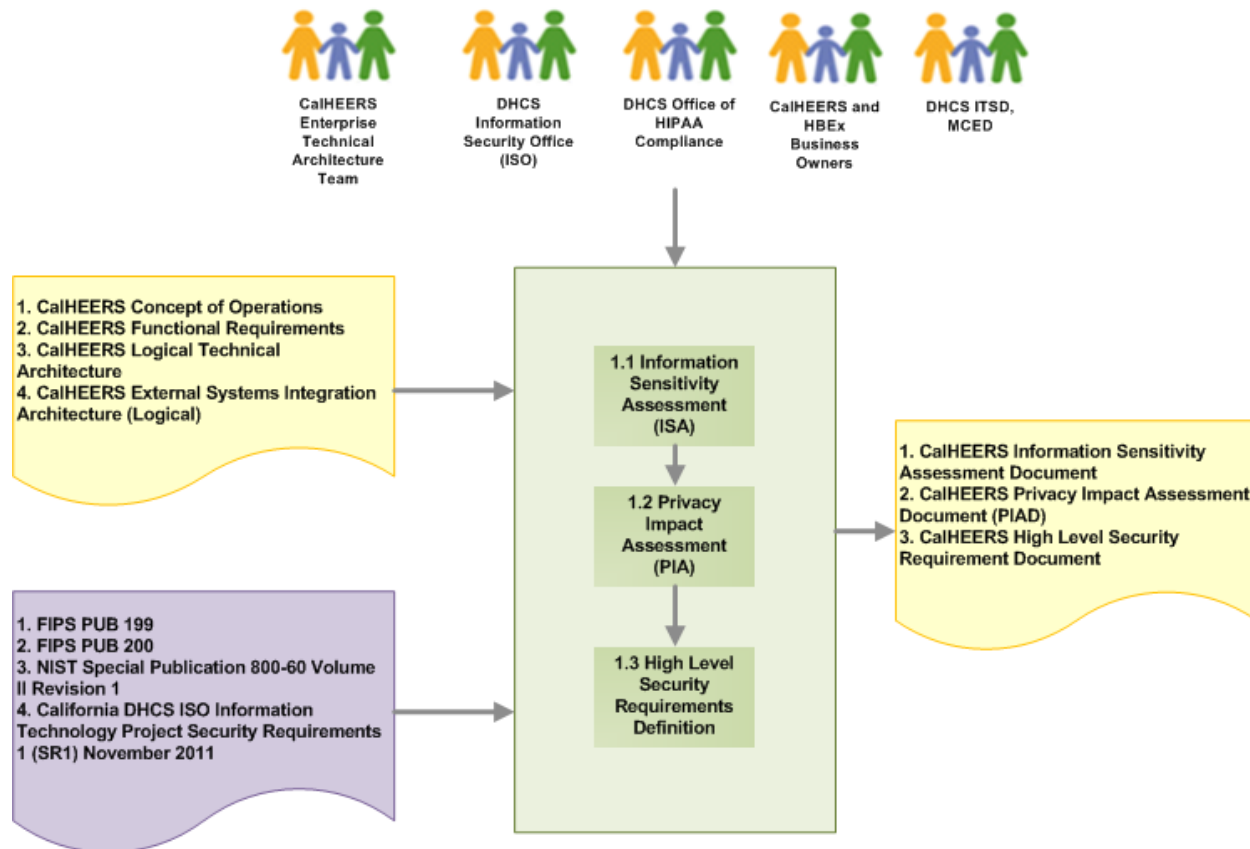 CalHEERS
Enterprise
Technical
Architecture
Team
DHCS
Information
Security Office
(ISO)
DHCS Office of
HIPAA
Compliance
CalHEERS and
HBEx
Business
Owners
DHCS ITSD,
MCED
1. CalHEERS Concept of Operations
2. CalHEERS Functional Requirements
3. CalHEERS Logical Technical
Architecture
4. CalHEERS External Systems Integration
Architecture (Logical)
1. FIPS PUB 199
2. FIPS PUB 200
3. NIST Special Publication 800-60 Volume
II Revision 1
4. California DHCS ISO Information
Technology Project Security Requirements
1 (SR1) November 2011
1.1 Information
Sensitivity
Assessment
(ISA)
1.2 Privacy
Impact
Assessment
(PIA)
1.3 High Level
Security
Requirements
Definition
1. CalHEERS Information Sensitivity
Assessment Document
2. CalHEERS Privacy Impact Assessment
Document (PIAD)
3. CalHEERS High Level Security
Requirement Document